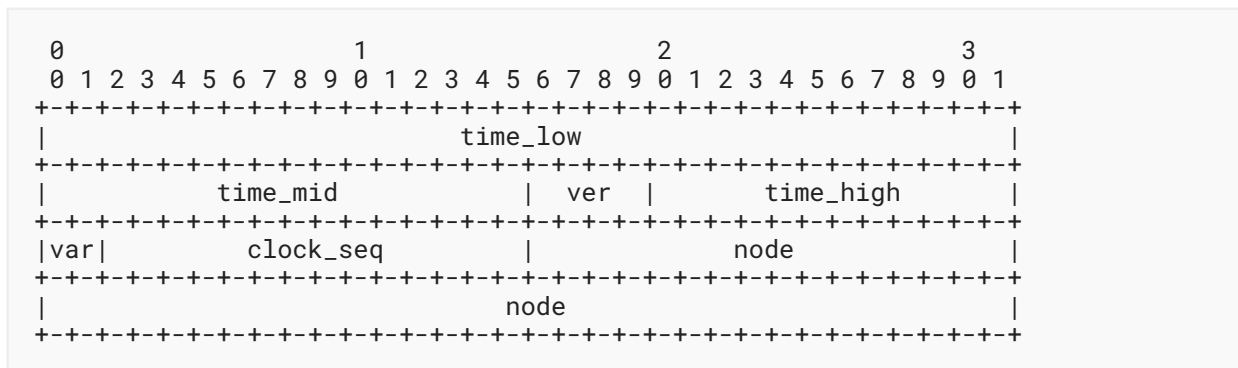 0                   1                   2                   3
 0 1 2 3 4 5 6 7 8 9 0 1 2 3 4 5 6 7 8 9 0 1 2 3 4 5 6 7 8 9 0 1
+-+-+-+-+-+-+-+-+-+-+-+-+-+-+-+-+-+-+-+-+-+-+-+-+-+-+-+-+-+-+-+-+
|                           time_low                            |
+-+-+-+-+-+-+-+-+-+-+-+-+-+-+-+-+-+-+-+-+-+-+-+-+-+-+-+-+-+-+-+-+
|           time_mid            |  ver  |       time_high       |
+-+-+-+-+-+-+-+-+-+-+-+-+-+-+-+-+-+-+-+-+-+-+-+-+-+-+-+-+-+-+-+-+
|var|         clock_seq         |             node              |
+-+-+-+-+-+-+-+-+-+-+-+-+-+-+-+-+-+-+-+-+-+-+-+-+-+-+-+-+-+-+-+-+
|                              node                             |
+-+-+-+-+-+-+-+-+-+-+-+-+-+-+-+-+-+-+-+-+-+-+-+-+-+-+-+-+-+-+-+-+